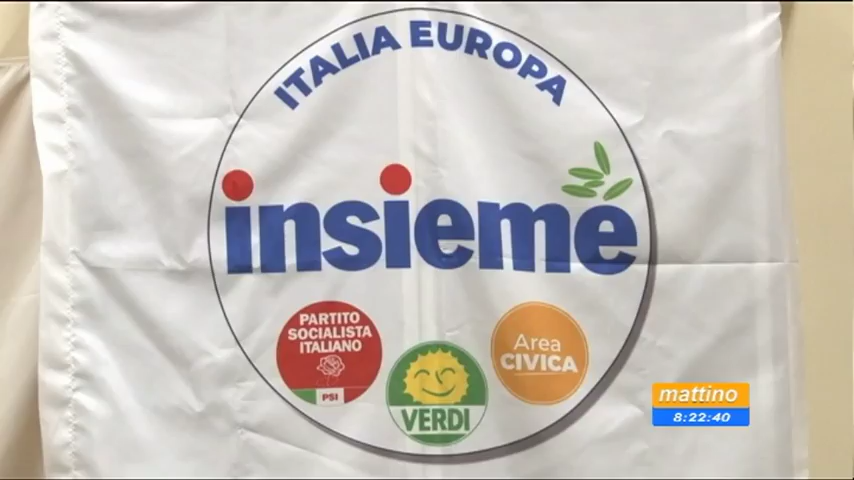 ITALIA EUROPA
insieme
PARTITO
SOCIALISTA
ITALIANO
PSI
VERDI
Area
CIVICA
mattino
8:22:40